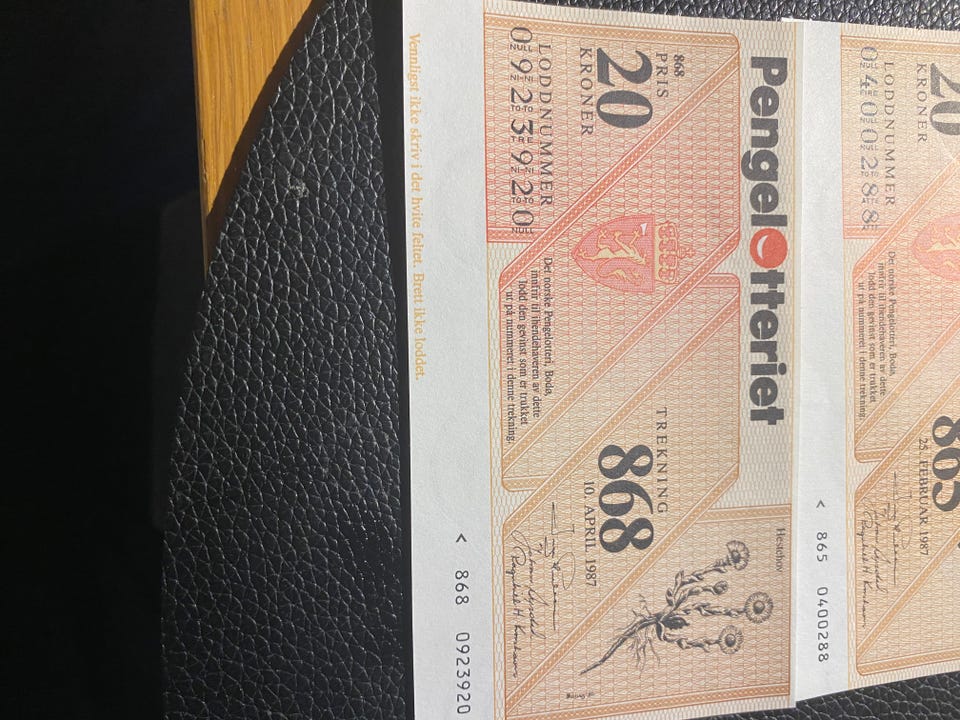 Pengelotteriet
868
PRIS
20
KRONER
LODDNUMMER
0923920
NULL NI TO TRE NI TO NULL
Det norske Pengelotteri, Bodø,
innfrir til ihendehaveren av dette
lodd den gevinst som er trukket
ut på nummeret i denne trekning.
TREKNING
868
10. APRIL 1987
Hestehov
< 868 0923920
Vennligst ikke skriv i det hvite feltet. Brett ikke loddet.
20
KRONER
LODDNUMMER
0400288
NULL FIRE NULL NULL TO
Det norske Pengelotteri, Bodø,
innfrir til ihendehaveren av dette
lodd den gevinst som er trukket
ut på nummeret i denne trekning.
865
25. FEBRUAR 1987
< 865 0400288